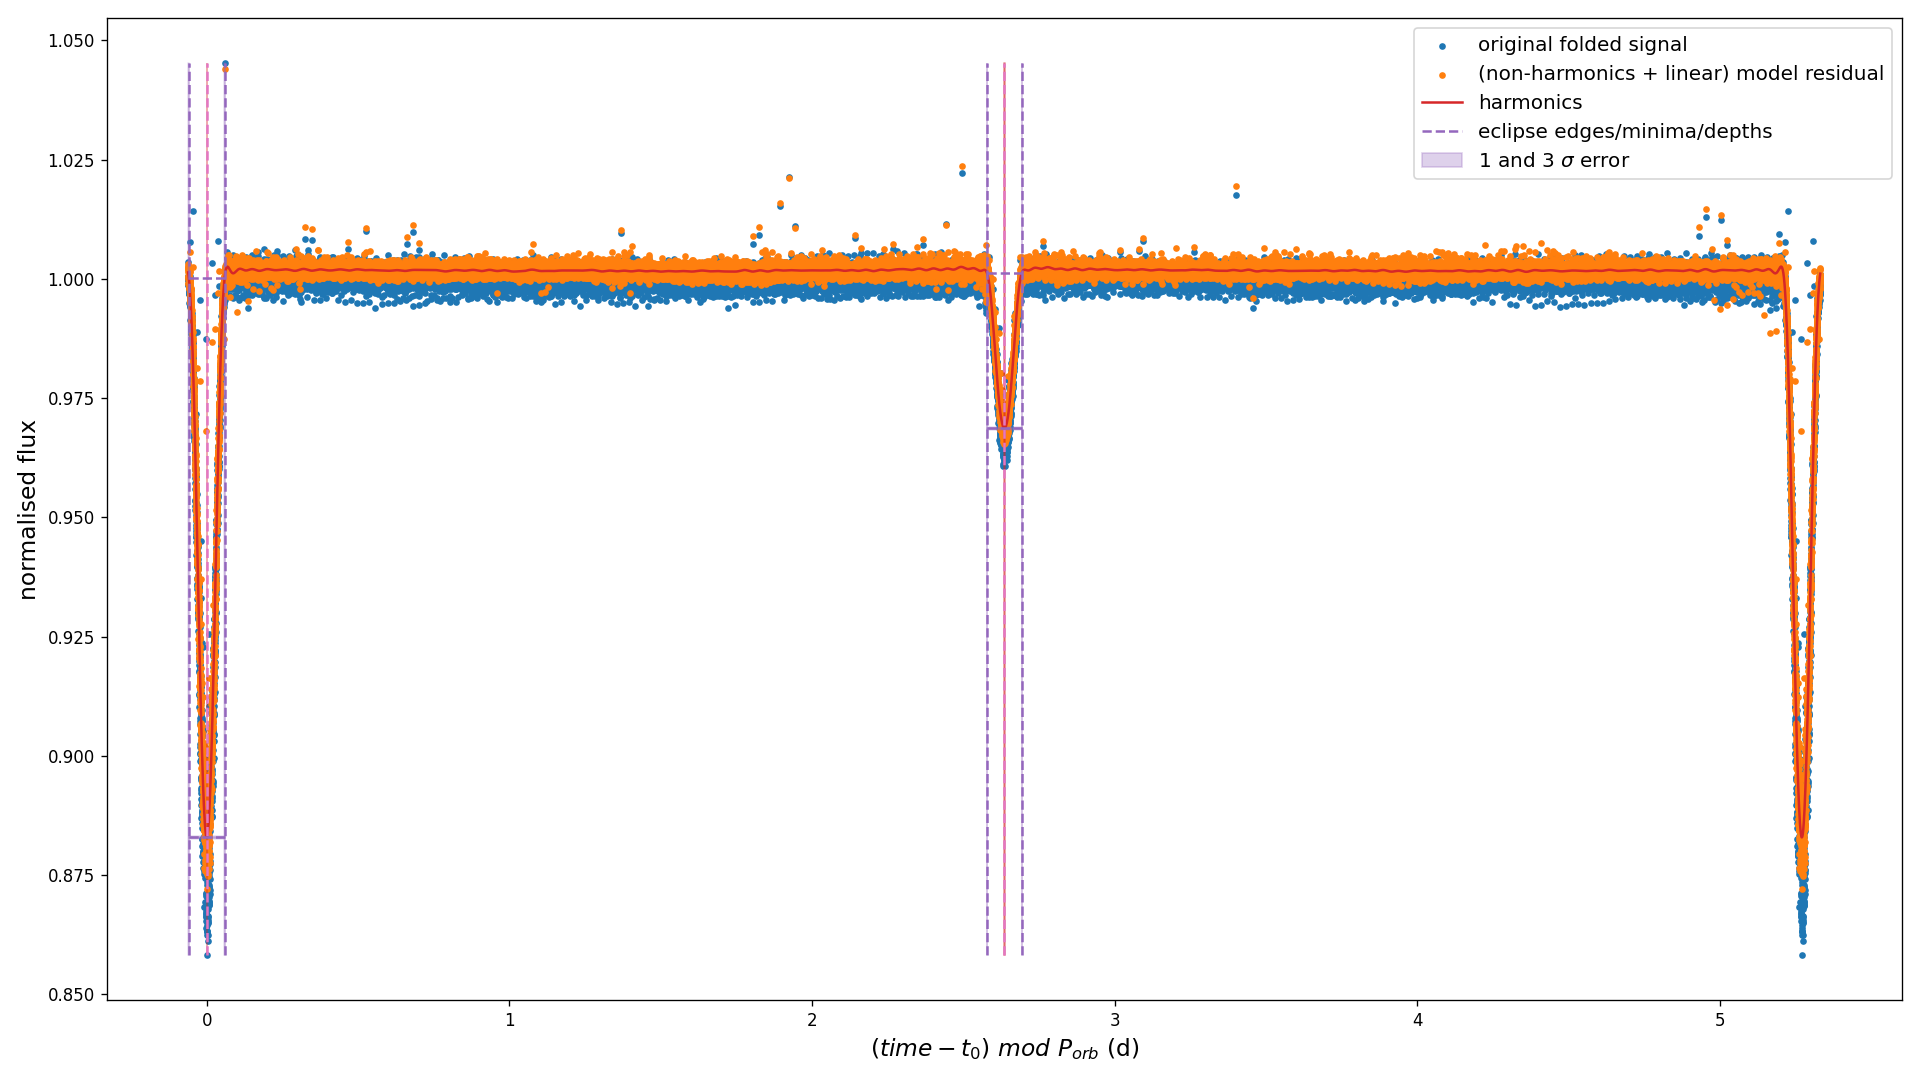 original folded signal
(non-harmonics + linear) model residual
harmonics
eclipse edges/minima/depths
1 and 3 σ error
normalised flux
1.050
1.025
1.000
0.975
0.950
0.925
0.900
0.875
0.850
0 1 2 3 4 5
(time − t₀) mod Pₒᵣb (d)